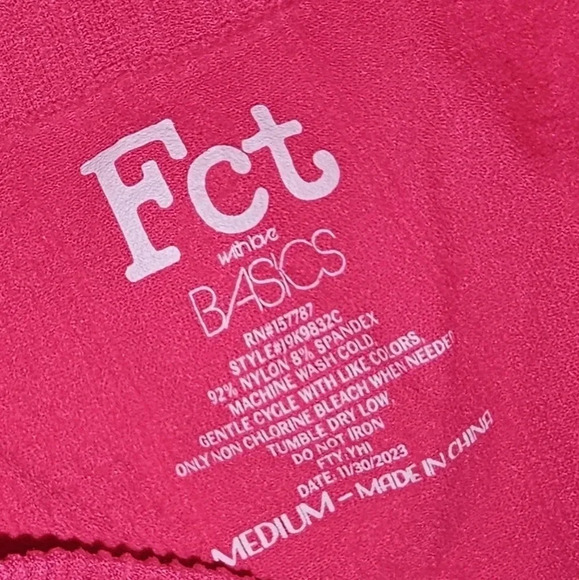 Fct
with love
BASICS
RN#157787
STYLE#19K9832C
92% NYLON 8% SPANDEX
MACHINE WASH COLD.
GENTLE CYCLE WITH LIKE COLORS,
ONLY NON CHLORINE BLEACH WHEN NEEDED
TUMBLE DRY LOW
DO NOT IRON
FTY:YH1
DATE: 11/30/2023
MEDIUM – MADE IN CHINA